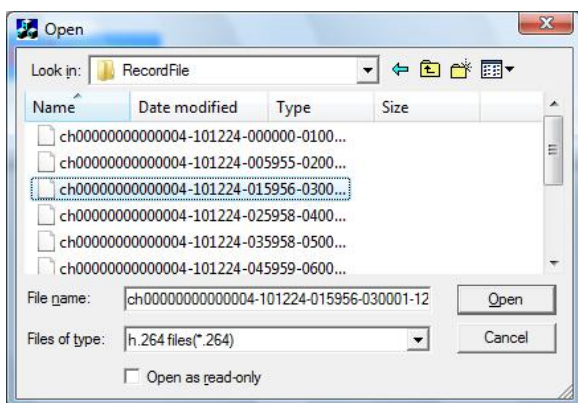 Open
Look in: RecordFile
Name Date modified Type Size
ch00000000000004-101224-000000-0100...
ch00000000000004-101224-005955-0200...
ch00000000000004-101224-015956-0300...
ch00000000000004-101224-025958-0400...
ch00000000000004-101224-035958-0500...
ch00000000000004-101224-045959-0600...
File name: ch00000000000004-101224-015956-030001-12 Open
Files of type: h.264 files(*.264) Cancel
Open as read-only